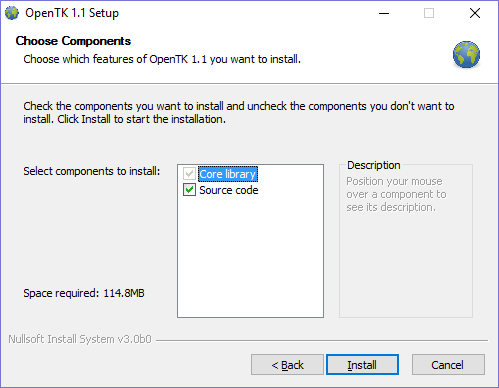 OpenTK 1.1 Setup
Choose Components
Choose which features of OpenTK 1.1 you want to install.
Check the components you want to install and uncheck the components you don't want to
install. Click Install to start the installation.
Select components to install:
Core library
Source code
Description
Position your mouse
over a component to
see its description.
Space required: 114.8MB
Nullsoft Install System v3.0b0
< Back
Install
Cancel